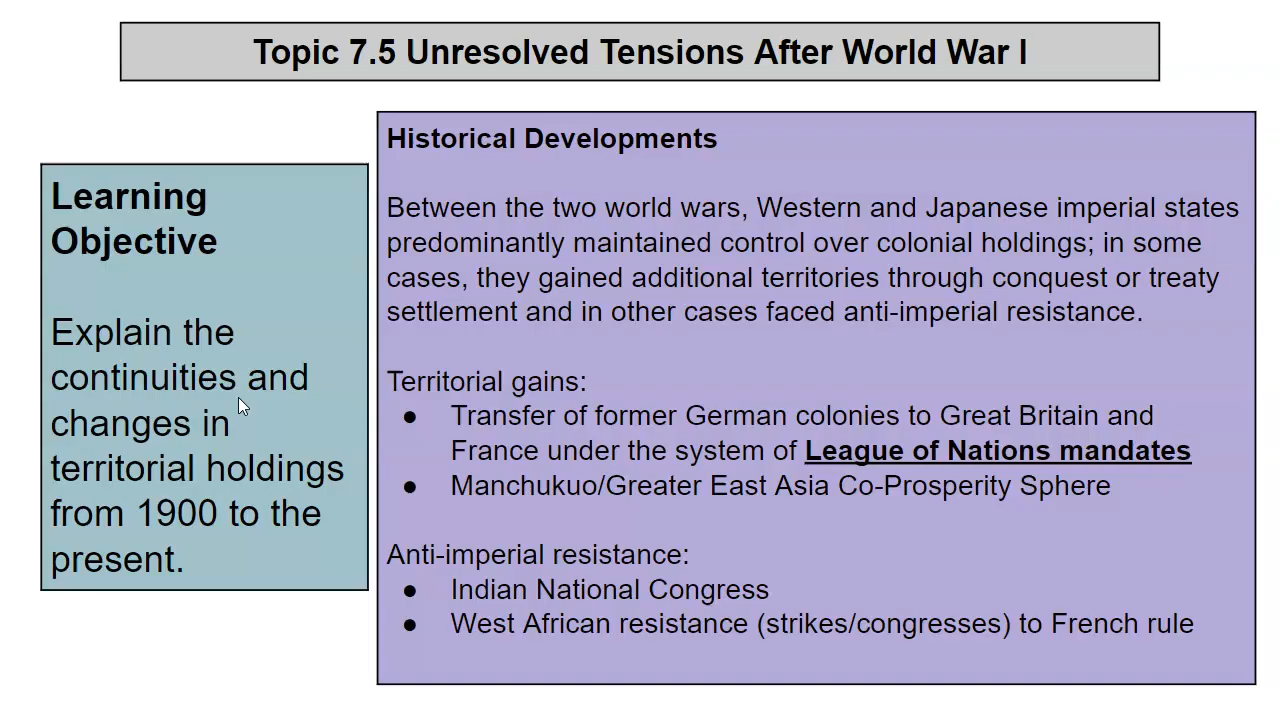 Topic 7.5 Unresolved Tensions After World War I
Learning
Objective
Explain the
continuities and
changes in
territorial holdings
from 1900 to the
present.
Historical Developments
Between the two world wars, Western and Japanese imperial states
predominantly maintained control over colonial holdings; in some
cases, they gained additional territories through conquest or treaty
settlement and in other cases faced anti-imperial resistance.
Territorial gains:
● Transfer of former German colonies to Great Britain and
France under the system of League of Nations mandates
● Manchukuo/Greater East Asia Co-Prosperity Sphere
Anti-imperial resistance:
● Indian National Congress
● West African resistance (strikes/congresses) to French rule